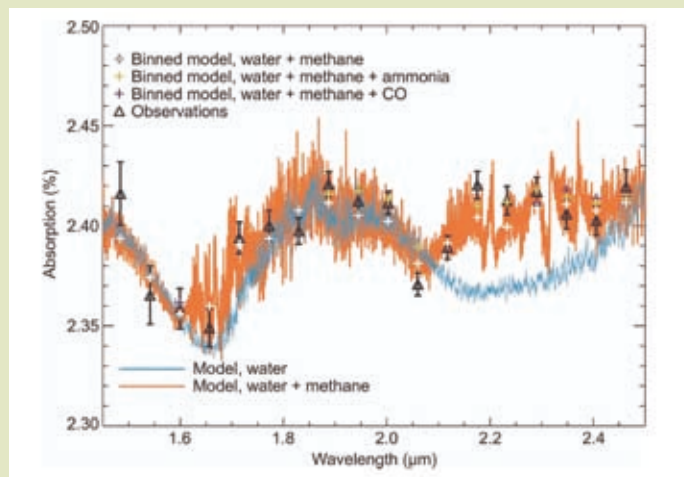 2.50
Binned model, water + methane
Binned model, water + methane + ammonia
Binned model, water + methane + CO
Observations
2.45
Absorption (%)
2.40
2.35
Model, water
Model, water + methane
2.30
1.6
1.8
2.0
2.2
2.4
Wavelength (µm)